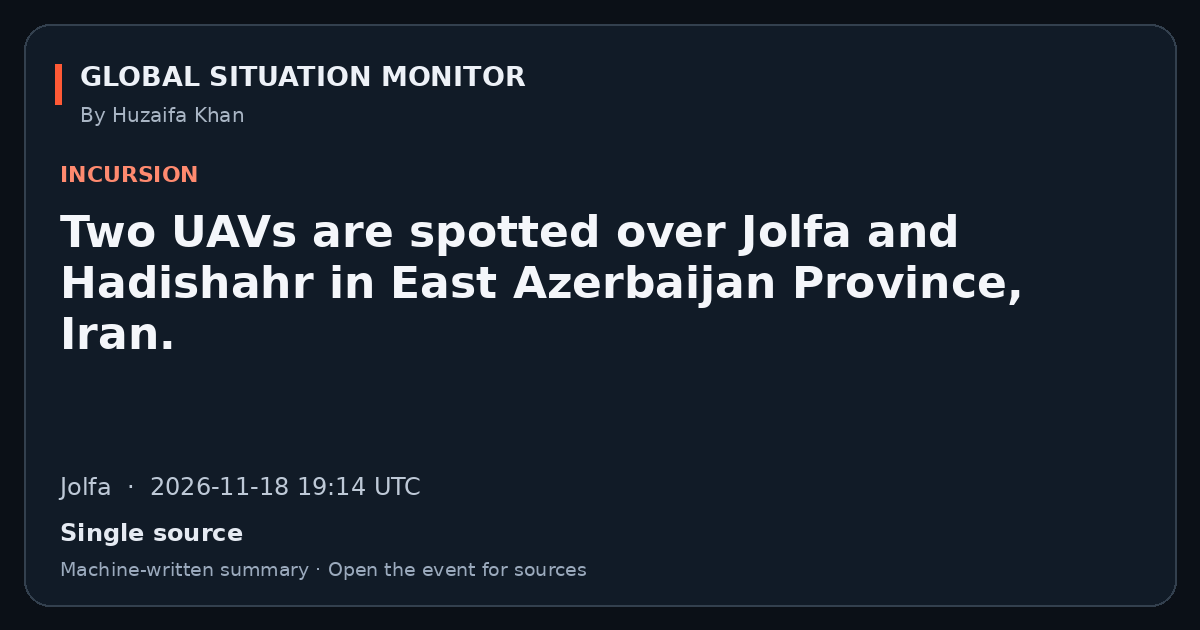 GLOBAL SITUATION MONITOR
By Huzaifa Khan
INCURSION
Two UAVs are spotted over Jolfa and
Hadishahr in East Azerbaijan Province,
Iran.
Jolfa · 2026-11-18 19:14 UTC
Single source
Machine-written summary · Open the event for sources